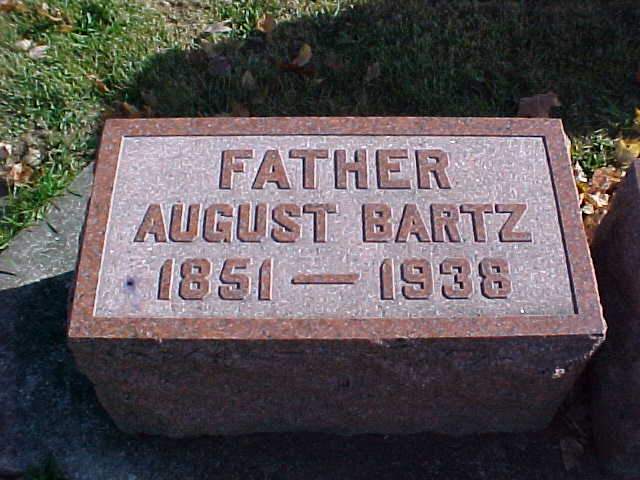 FATHER
AUGUST BARTZ
1851 — 1938